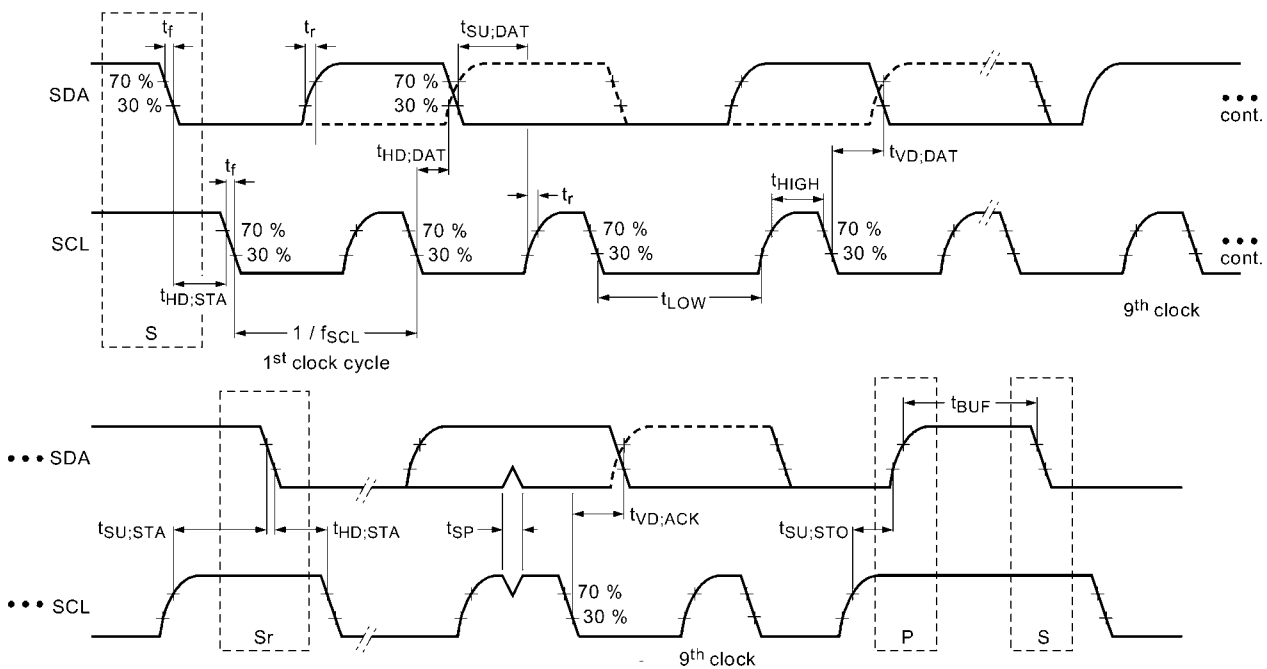 tf
tr
tSU;DAT
70 %
30 %
SDA
70 %
30 %
cont.
tHD;DAT
tVD;DAT
tf
tr
tHIGH
SCL
70 %
30 %
70 %
30 %
70 %
30 %
70 %
30 %
cont.
tHD;STA
tLOW
9th clock
S
1 / fSCL
1st clock cycle
tBUF
SDA
tSU;STA
tHD;STA
tSP
tVD;ACK
tSU;STO
SCL
70 %
30 %
Sr
P
S
9th clock